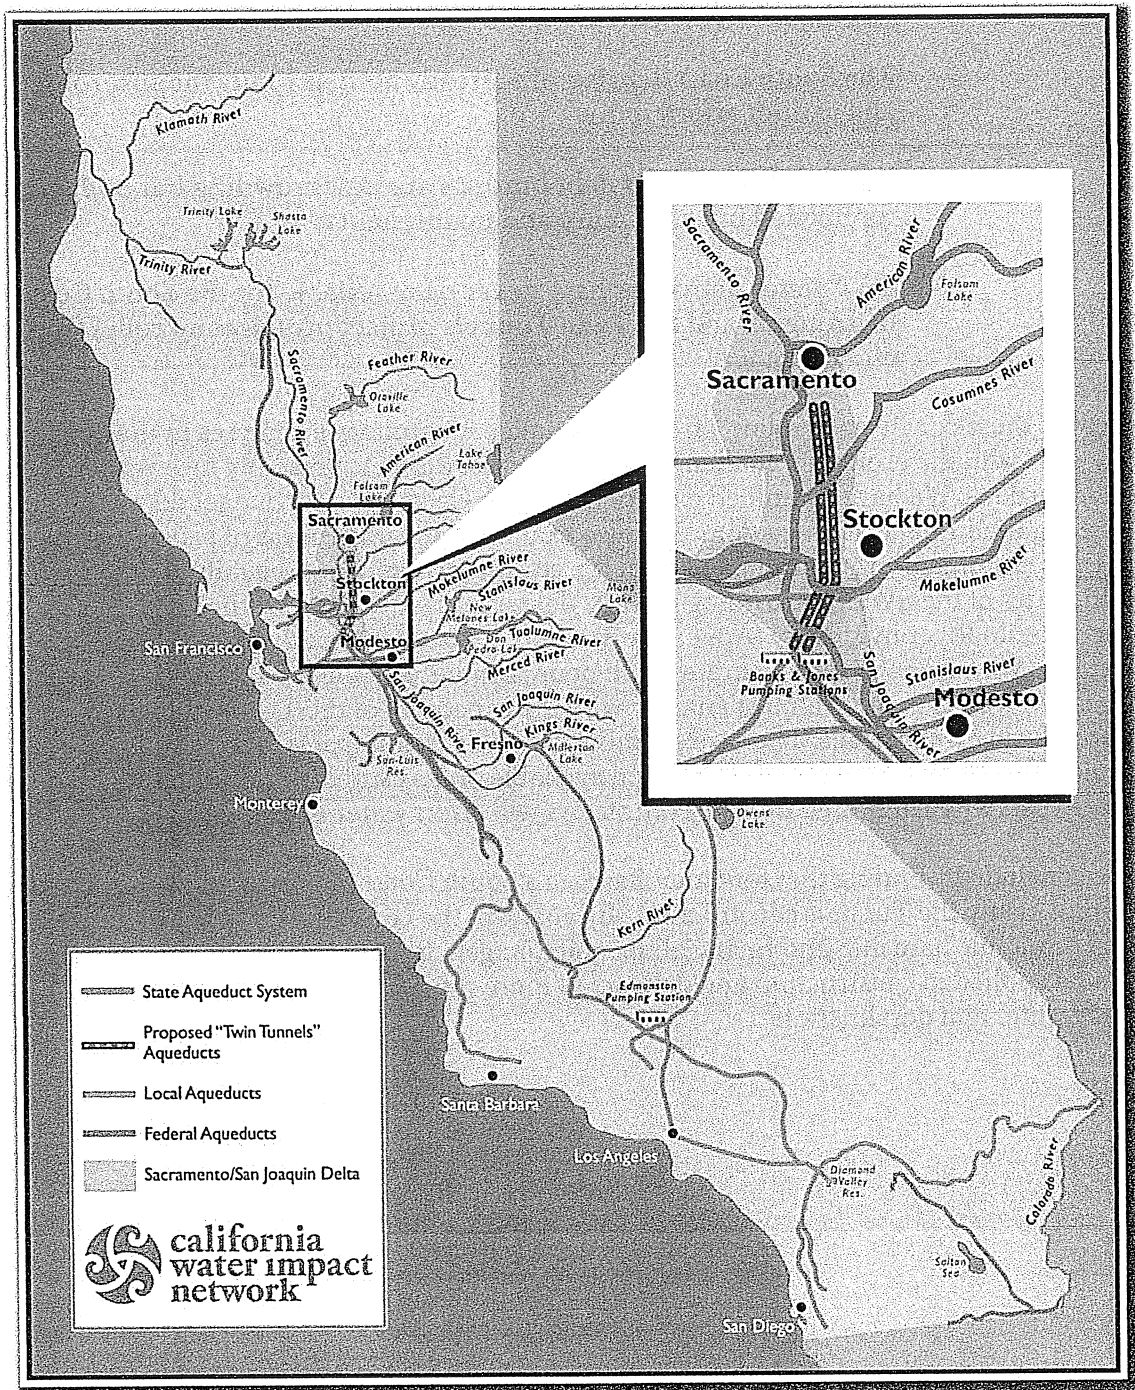 Klamath River
Trinity Lake
Shasta
Lake
Trinity River
Sacramento River
Feather River
Oroville
Lake
American River
Lake
Tahoe
Folsam
Lake
Sacramento
Stockton
Mokelumne River
Stanislaus River
New
Melones Lake
Don
Pedro Lake
Tuolumne River
Mono
Lake
Modesto
Merced River
San Francisco
San Joaquin River
San Joaquin River
Kings River
Fresno
Millerton
Lake
San Luis
Res.
Monterey
Owens
Lake
Kern River
Edmonston
Pumping Station
Santa Barbara
Los Angeles
Diamond
Valley
Res.
Colorado River
Salton
Sea
San Diego
Sacramento River
American River
Folsam
Lake
Sacramento
Cosumnes River
Stockton
Mokelumne River
Banks & Jones
Pumping Stations
San Joaquin River
Stanislaus River
Modesto
State Aqueduct System
Proposed "Twin Tunnels"
Aqueducts
Local Aqueducts
Federal Aqueducts
Sacramento/San Joaquin Delta
california
water impact
network